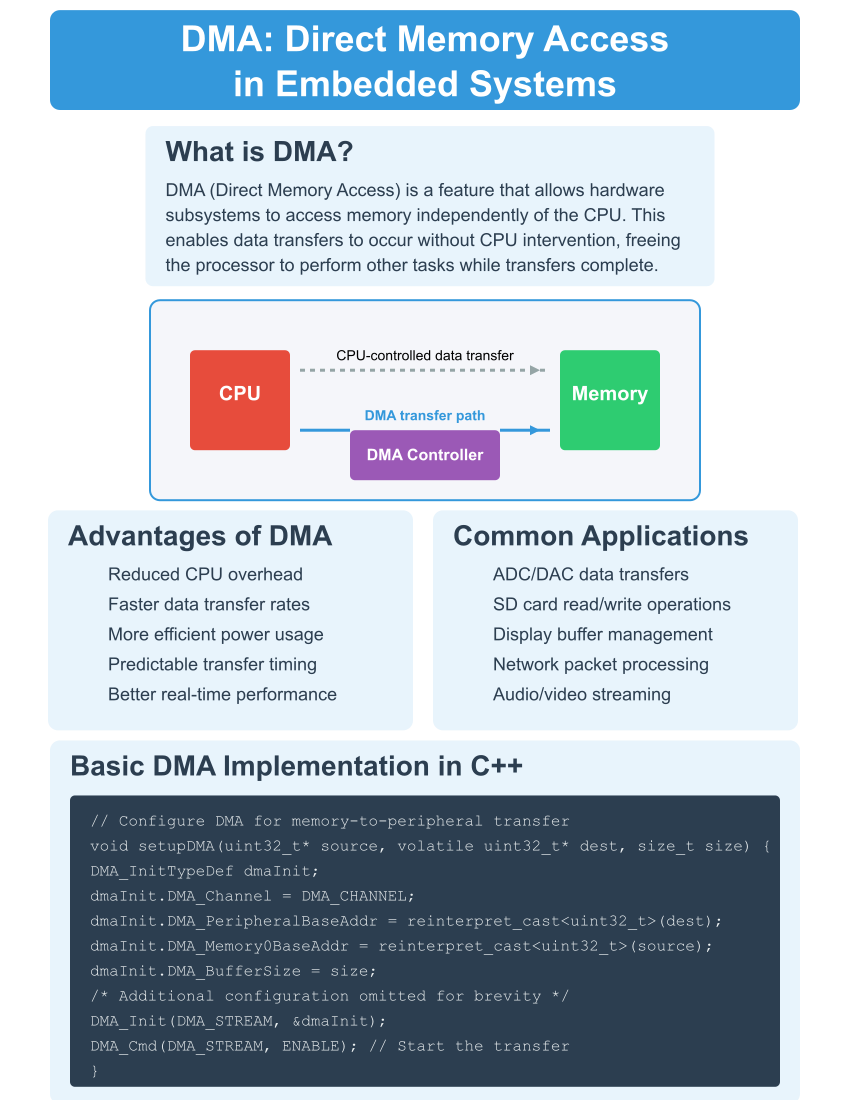 DMA: Direct Memory Access
in Embedded Systems
What is DMA?
DMA (Direct Memory Access) is a feature that allows hardware
subsystems to access memory independently of the CPU. This
enables data transfers to occur without CPU intervention, freeing
the processor to perform other tasks while transfers complete.
CPU-controlled data transfer
CPU
Memory
DMA transfer path
DMA Controller
Advantages of DMA
Reduced CPU overhead
Faster data transfer rates
More efficient power usage
Predictable transfer timing
Better real-time performance
Common Applications
ADC/DAC data transfers
SD card read/write operations
Display buffer management
Network packet processing
Audio/video streaming
Basic DMA Implementation in C++
// Configure DMA for memory-to-peripheral transfer
void setupDMA(uint32_t* source, volatile uint32_t* dest, size_t size) {
DMA_InitTypeDef dmaInit;
dmaInit.DMA_Channel = DMA_CHANNEL;
dmaInit.DMA_PeripheralBaseAddr = reinterpret_cast<uint32_t>(dest);
dmaInit.DMA_Memory0BaseAddr = reinterpret_cast<uint32_t>(source);
dmaInit.DMA_BufferSize = size;
/* Additional configuration omitted for brevity */
DMA_Init(DMA_STREAM, &dmaInit);
DMA_Cmd(DMA_STREAM, ENABLE); // Start the transfer
}